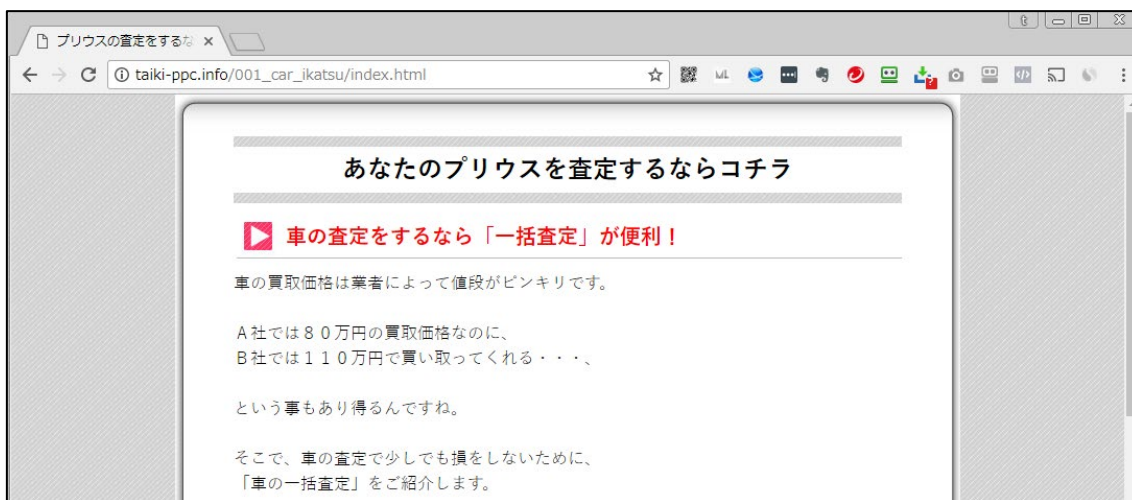 プリウスの査定をするな
taiki-ppc.info/001_car_ikatsu/index.html
あなたのプリウスを査定するならコチラ
車の査定をするなら「一括査定」が便利！
車の買取価格は業者によって値段がピンキリです。
A社では８０万円の買取価格なのに、
B社では１１０万円で買い取ってくれる・・・、
という事もあり得るんですね。
そこで、車の査定で少しでも損をしないために、
「車の一括査定」をご紹介します。